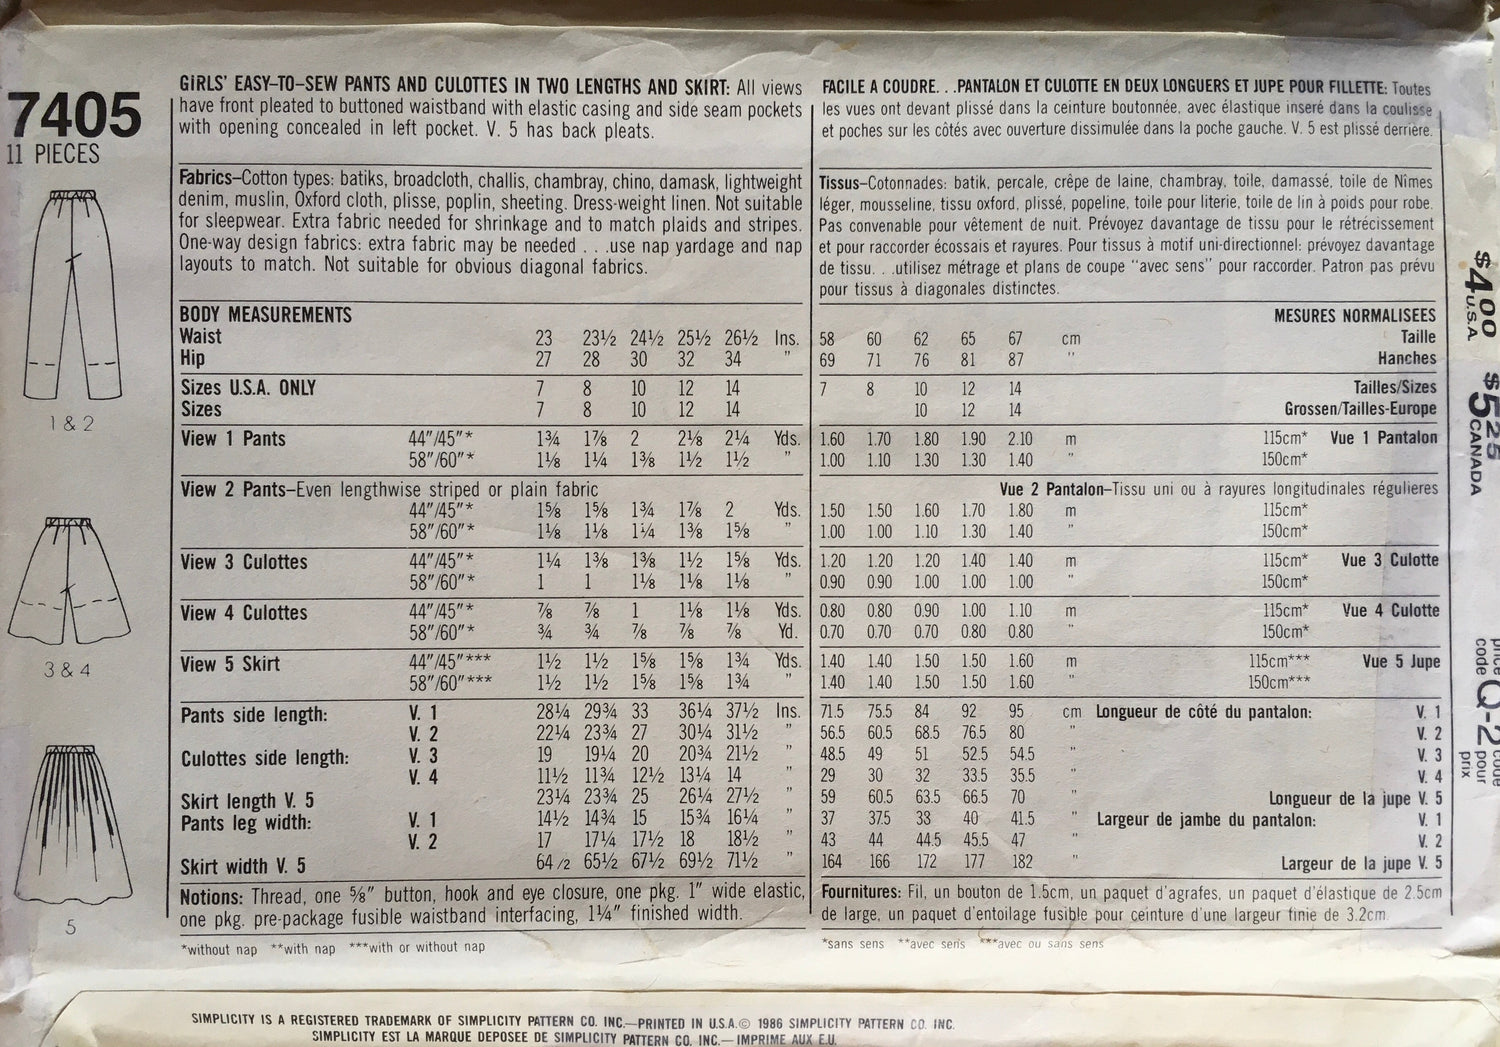 7405
11 PIECES
1 & 2
3 & 4
5
GIRLS' EASY-TO-SEW PANTS AND CULOTTES IN TWO LENGTHS AND SKIRT: All views
have front pleated to buttoned waistband with elastic casing and side seam pockets
with opening concealed in left pocket. V. 5 has back pleats.
Fabrics–Cotton types: batiks, broadcloth, challis, chambray, chino, damask, lightweight
denim, muslin, Oxford cloth, plisse, poplin, sheeting. Dress-weight linen. Not suitable
for sleepwear. Extra fabric needed for shrinkage and to match plaids and stripes.
One-way design fabrics: extra fabric may be needed . . .use nap yardage and nap
layouts to match. Not suitable for obvious diagonal fabrics.
BODY MEASUREMENTS
Waist 23 23½ 24½ 25½ 26½ Ins.
Hip 27 28 30 32 34 "
Sizes U.S.A. ONLY 7 8 10 12 14
Sizes 7 8 10 12 14
View 1 Pants 44"/45"* 1¾ 1⅞ 2 2⅛ 2¼ Yds.
58"/60"* 1⅛ 1¼ 1⅜ 1½ 1½ "
View 2 Pants–Even lengthwise striped or plain fabric
44"/45"* 1⅝ 1⅝ 1¾ 1⅞ 2 Yds.
58"/60"* 1⅛ 1⅛ 1¼ 1⅜ 1⅝ "
View 3 Culottes 44"/45"* 1¼ 1⅜ 1⅜ 1½ 1⅝ Yds.
58"/60"* 1 1 1⅛ 1⅛ 1⅛ "
View 4 Culottes 44"/45"* ⅞ ⅞ 1 1⅛ 1⅛ Yds.
58"/60"* ¾ ¾ ⅞ ⅞ ⅞ Yd.
View 5 Skirt 44"/45"*** 1½ 1½ 1⅝ 1⅝ 1¾ Yds.
58"/60"*** 1½ 1½ 1⅝ 1⅝ 1¾ "
Pants side length: V. 1 28¼ 29¾ 33 36¼ 37½ Ins.
V. 2 22¼ 23¾ 27 30¼ 31½ "
Culottes side length: V. 3 19 19¼ 20 20¾ 21½ "
V. 4 11½ 11¾ 12½ 13¼ 14 "
Skirt length V. 5 23¼ 23¾ 25 26¼ 27½ "
Pants leg width: V. 1 14½ 14¾ 15 15¾ 16¼ "
V. 2 17 17¼ 17½ 18 18½ "
Skirt width V. 5 64 /2 65½ 67½ 69½ 71½ "
Notions: Thread, one ⅝" button, hook and eye closure, one pkg. 1" wide elastic,
one pkg. pre-package fusible waistband interfacing, 1¼" finished width.
*without nap **with nap ***with or without nap
FACILE A COUDRE. . .PANTALON ET CULOTTE EN DEUX LONGUERS ET JUPE POUR FILLETTE: Toutes
les vues ont devant plissé dans la ceinture boutonnée, avec élastique inseré dans la coulisse
et poches sur les côtés avec ouverture dissimulée dans la poche gauche. V. 5 est plissé derrière.
Tissus–Cotonnades: batik, percale, crêpe de laine, chambray, toile, damassé, toile de Nîmes
léger, mousseline, tissu oxford, plissé, popeline, toile pour literie, toile de lin à poids pour robe.
Pas convenable pour vêtement de nuit. Prévoyez davantage de tissu pour le rétrécissement
et pour raccorder écossais et rayures. Pour tissus à motif uni-directionnel: prévoyez davantage
de tissu. . .utilisez métrage et plans de coupe "avec sens" pour raccorder. Patron pas prévu
pour tissus à diagonales distinctes.
MESURES NORMALISEES
58 60 62 65 67 cm Taille
69 71 76 81 87 " Hanches
7 8 10 12 14 Tailles/Sizes
10 12 14 Grossen/Tailles-Europe
1.60 1.70 1.80 1.90 2.10 m 115cm* Vue 1 Pantalon
1.00 1.10 1.30 1.30 1.40 " 150cm*
Vue 2 Pantalon–Tissu uni ou à rayures longitudinales régulieres
1.50 1.50 1.60 1.70 1.80 m 115cm*
1.00 1.00 1.10 1.30 1.40 " 150cm*
1.20 1.20 1.20 1.40 1.40 m 115cm* Vue 3 Culotte
0.90 0.90 1.00 1.00 1.00 " 150cm*
0.80 0.80 0.90 1.00 1.10 m 115cm* Vue 4 Culotte
0.70 0.70 0.70 0.80 0.80 " 150cm*
1.40 1.40 1.50 1.50 1.60 m 115cm*** Vue 5 Jupe
1.40 1.40 1.50 1.50 1.60 " 150cm***
71.5 75.5 84 92 95 cm Longueur de côté du pantalon: V. 1
56.5 60.5 68.5 76.5 80 " V. 2
48.5 49 51 52.5 54.5 " V. 3
29 30 32 33.5 35.5 " V. 4
59 60.5 63.5 66.5 70 " Longueur de la jupe V. 5
37 37.5 38 40 41.5 " Largeur de jambe du pantalon: V. 1
43 44 44.5 45.5 47 " V. 2
164 166 172 177 182 " Largeur de la jupe V. 5
Fournitures: Fil, un bouton de 1.5cm, un paquet d'agrafes, un paquet d'élastique de 2.5cm
de large, un paquet d'entoilage fusible pour ceinture d'une largeur finie de 3.2cm.
*sans sens **avec sens ***avec ou sans sens
$4.00 U.S.A.
$5.25 CANADA
price code Q-2 code pour prix
SIMPLICITY IS A REGISTERED TRADEMARK OF SIMPLICITY PATTERN CO. INC.—PRINTED IN U.S.A.© 1986 SIMPLICITY PATTERN CO. INC.
SIMPLICITY EST LA MARQUE DEPOSEE DE SIMPLICITY PATTERN CO. INC.— IMPRIME AUX E.U.